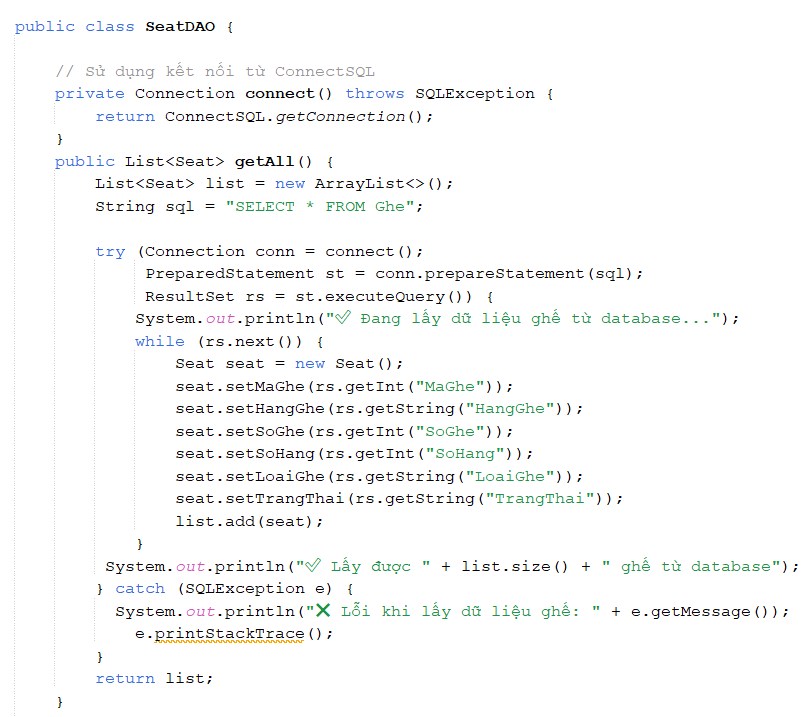 public class SeatDAO {
// Sử dụng kết nối từ ConnectSQL
private Connection connect() throws SQLException {
return ConnectSQL.getConnection();
}
public List<Seat> getAll() {
List<Seat> list = new ArrayList<>();
String sql = "SELECT * FROM Ghe";
try (Connection conn = connect();
PreparedStatement st = conn.prepareStatement(sql);
ResultSet rs = st.executeQuery()) {
System.out.println("✅ Đang lấy dữ liệu ghế từ database...");
while (rs.next()) {
Seat seat = new Seat();
seat.setMaGhe(rs.getInt("MaGhe"));
seat.setHangGhe(rs.getString("HangGhe"));
seat.setSoGhe(rs.getInt("SoGhe"));
seat.setSoHang(rs.getInt("SoHang"));
seat.setLoaiGhe(rs.getString("LoaiGhe"));
seat.setTrangThai(rs.getString("TrangThai"));
list.add(seat);
}
System.out.println("✅ Lấy được " + list.size() + " ghế từ database");
} catch (SQLException e) {
System.out.println("❌ Lỗi khi lấy dữ liệu ghế: " + e.getMessage());
e.printStackTrace();
}
return list;
}